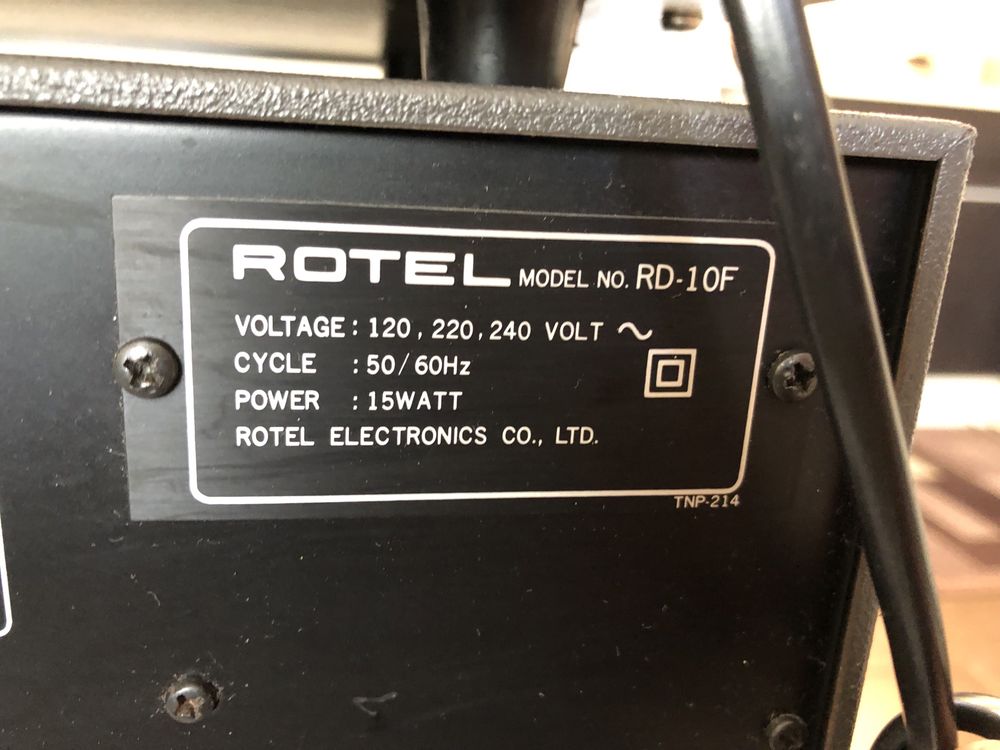 ROTEL MODEL NO. RD-10F
VOLTAGE: 120, 220, 240 VOLT
CYCLE : 50/60Hz
POWER : 15WATT
ROTEL ELECTRONICS CO., LTD.
TNP-214